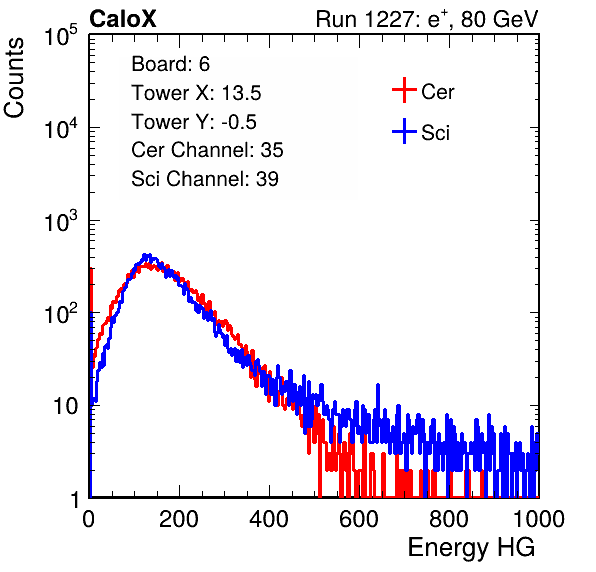 CaloX Run 1227: e⁺, 80 GeV
Counts
10⁵
10⁴
10³
10²
10
1
Board: 6
Tower X: 13.5
Tower Y: -0.5
Cer Channel: 35
Sci Channel: 39
Cer
Sci
0 200 400 600 800 1000
Energy HG